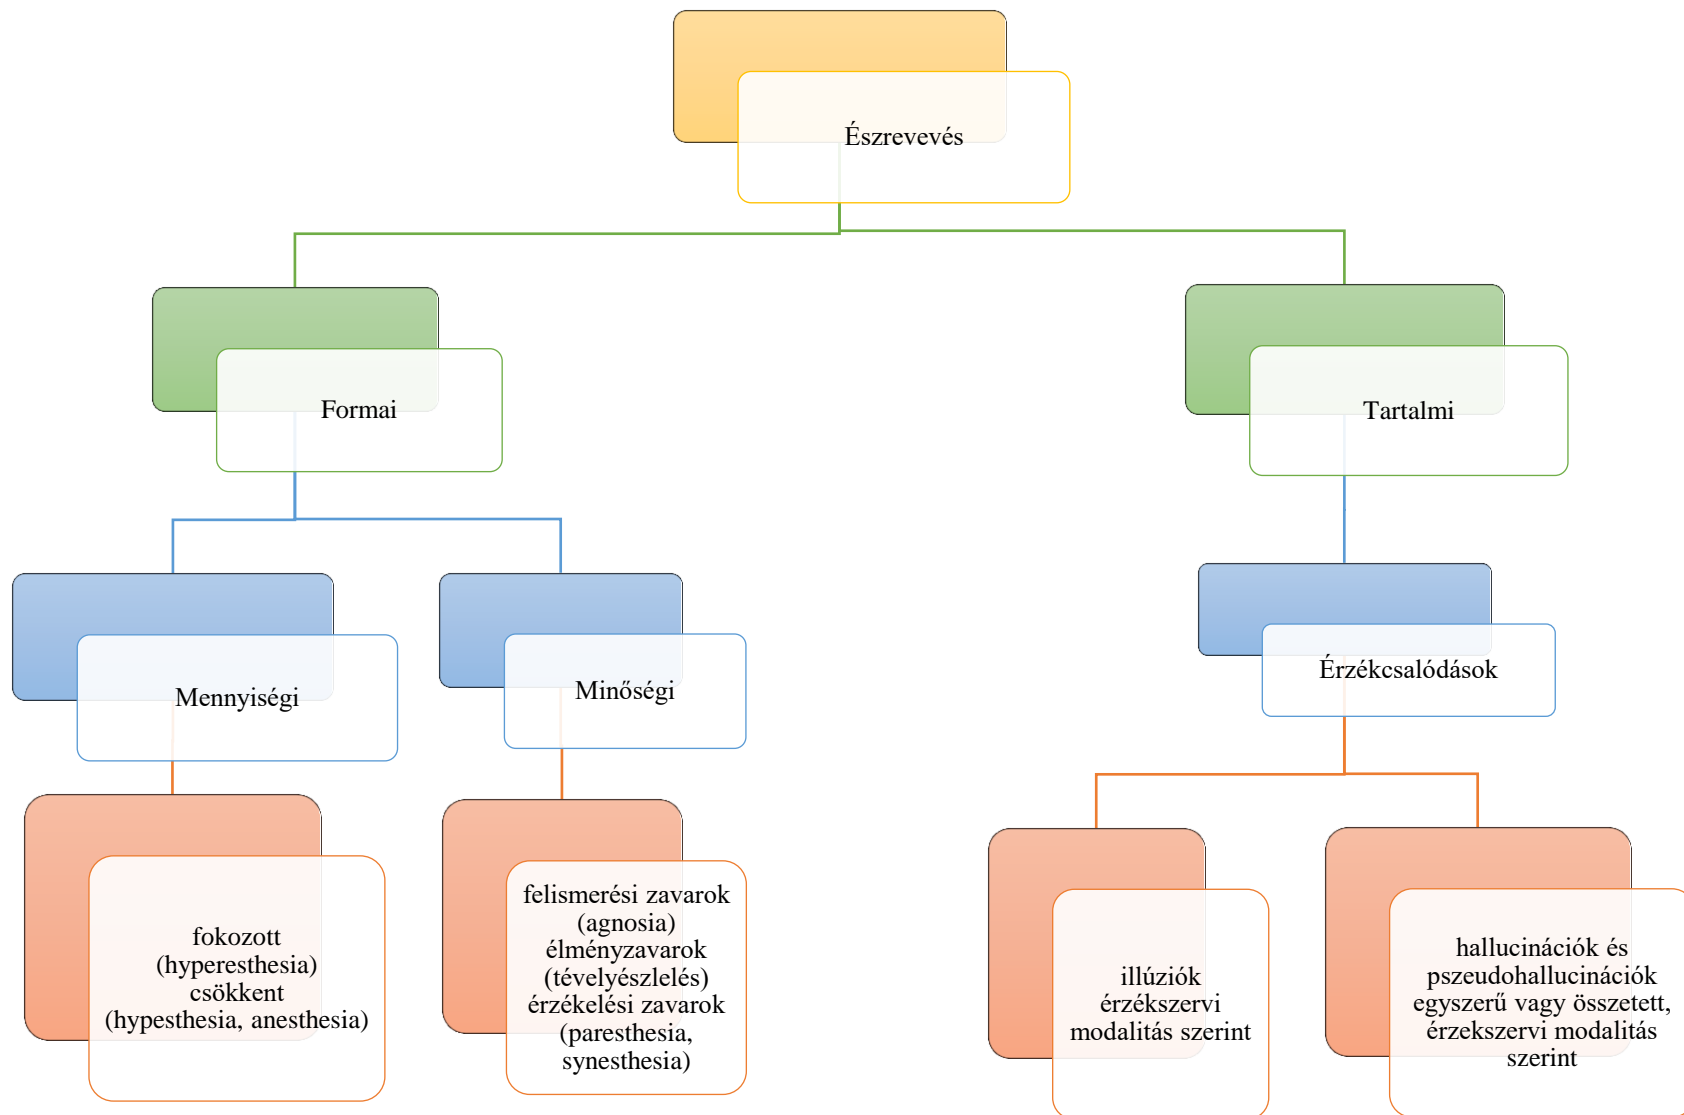 Észrevevés
Formai
Tartalmi
Mennyiségi
Minőségi
Érzékcsalódások
fokozott
(hyperesthesia)
csökkent
(hypesthesia, anesthesia)
felismerési zavarok
(agnosia)
élményzavarok
(tévelyészlelés)
érzékelési zavarok
(paresthesia,
synesthesia)
illúziók
érzékszervi
modalitás szerint
hallucinációk és
pszeudohallucinációk
egyszerű vagy összetett,
érzekszervi modalitás
szerint